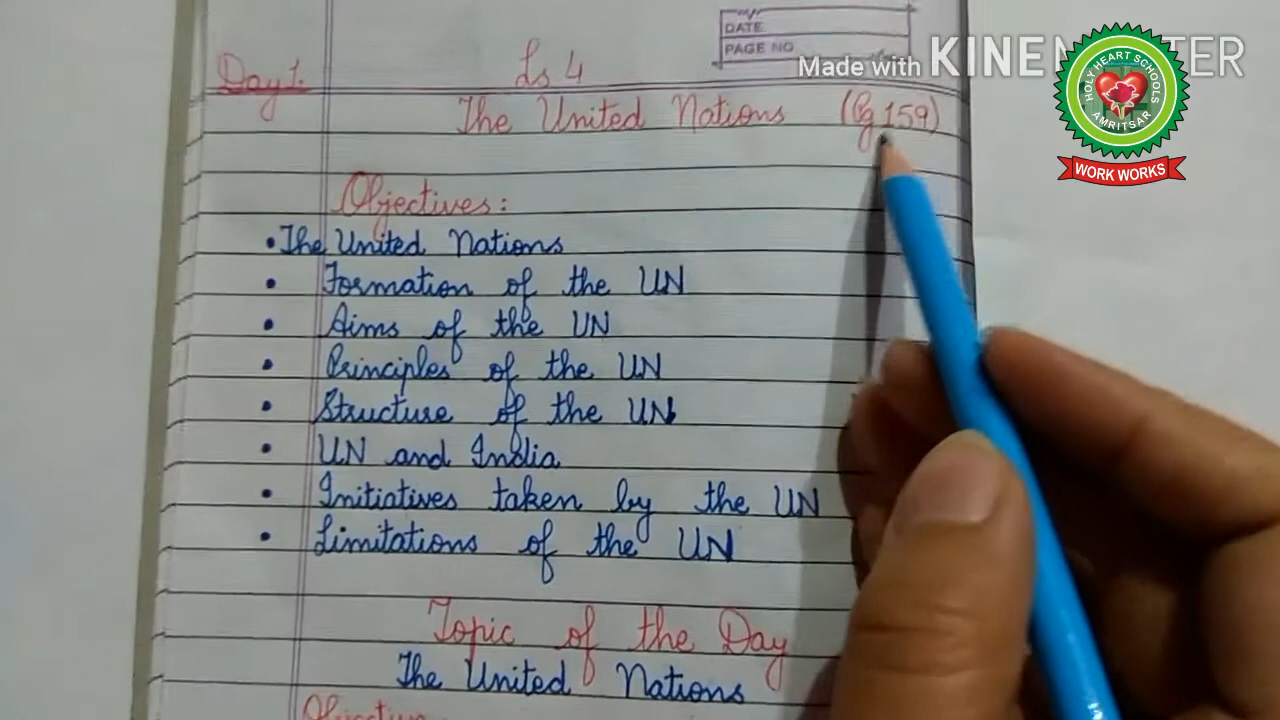 DATE
PAGE NO
Made with KINEMASTER
HOLY HEART SCHOOLS
AMRITSAR
WORK WORKS
Day 1.
Ls 4
The United Nations (Pg 159)
Objectives:
• The United Nations
• Formation of the UN
• Aims of the UN
• Principles of the UN
• Structure of the UN
• UN and India
• Initiatives taken by the UN
• Limitations of the UN
Topic of the Day
The United Nations
Objective